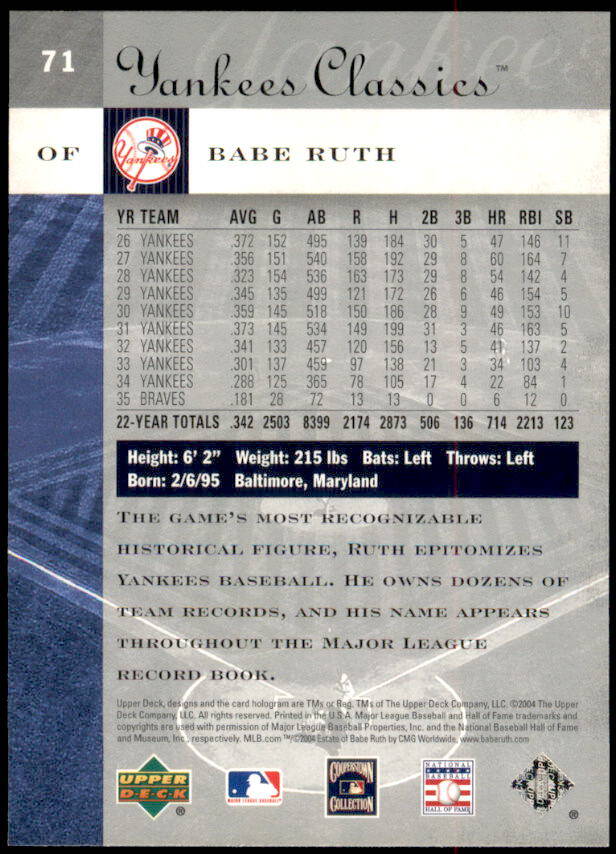 71
Yankees Classics™
OF
Yankees
BABE RUTH
YR TEAM AVG G AB R H 2B 3B HR RBI SB
26 YANKEES .372 152 495 139 184 30 5 47 146 11
27 YANKEES .356 151 540 158 192 29 8 60 164 7
28 YANKEES .323 154 536 163 173 29 8 54 142 4
29 YANKEES .345 135 499 121 172 26 6 46 154 5
30 YANKEES .359 145 518 150 186 28 9 49 153 10
31 YANKEES .373 145 534 149 199 31 3 46 163 5
32 YANKEES .341 133 457 120 156 13 5 41 137 2
33 YANKEES .301 137 459 97 138 21 3 34 103 4
34 YANKEES .288 125 365 78 105 17 4 22 84 1
35 BRAVES .181 28 72 13 13 0 0 6 12 0
22-YEAR TOTALS .342 2503 8399 2174 2873 506 136 714 2213 123
Height: 6' 2" Weight: 215 lbs Bats: Left Throws: Left
Born: 2/6/95 Baltimore, Maryland
THE GAME'S MOST RECOGNIZABLE
HISTORICAL FIGURE, RUTH EPITOMIZES
YANKEES BASEBALL. HE OWNS DOZENS OF
TEAM RECORDS, AND HIS NAME APPEARS
THROUGHOUT THE MAJOR LEAGUE
RECORD BOOK.
Upper Deck, designs and the card hologram are TMs or Reg. TMs of The Upper Deck Company, LLC. ©2004 The Upper
Deck Company, LLC. All rights reserved. Printed in the U.S.A. Major League Baseball and Hall of Fame trademarks and
copyrights are used with permission of Major League Baseball Properties, Inc. and the National Baseball Hall of Fame
and Museum, Inc., respectively. MLB.com ™/©2004 Estate of Babe Ruth by CMG Worldwide. www.baberuth.com
UPPER
DECK
®
MAJOR LEAGUE BASEBALL
COOPERSTOWN
COLLECTION
NATIONAL
BASEBALL
HALL OF FAME
®